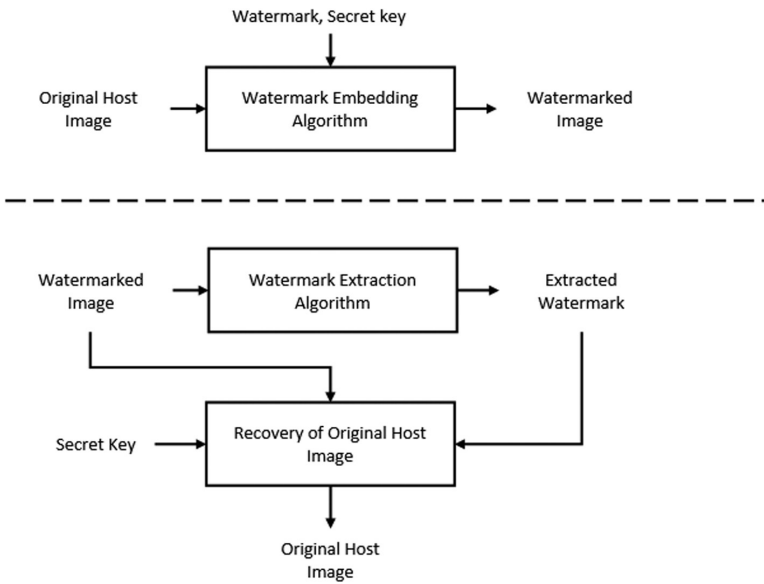 Watermark, Secret key
Original Host
Image
Watermark Embedding
Algorithm
Watermarked
Image
Watermarked
Image
Watermark Extraction
Algorithm
Extracted
Watermark
Secret Key
Recovery of Original Host
Image
Original Host
Image